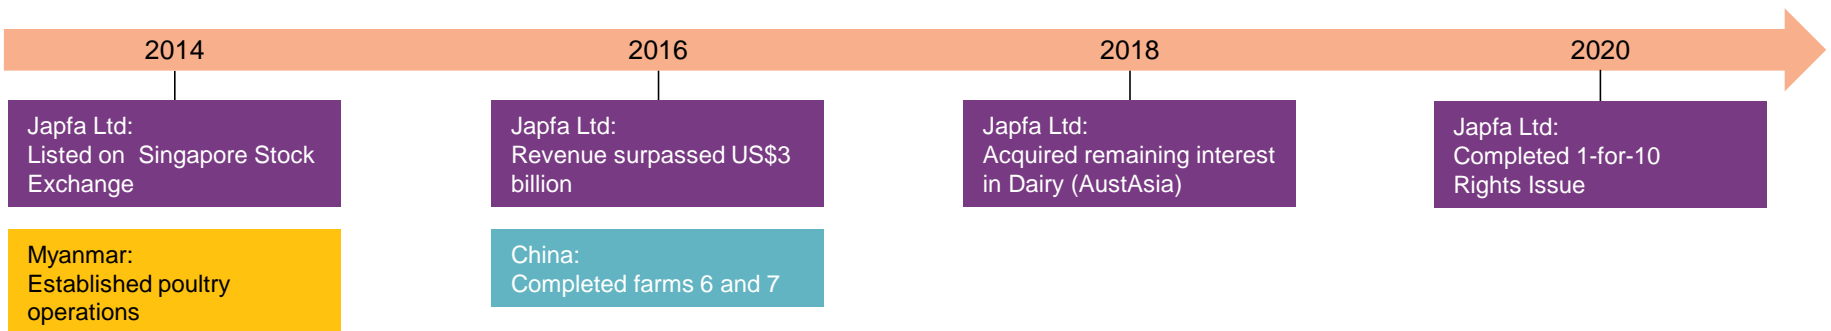 2014
2016
2018
2020
Japfa Ltd:
Listed on Singapore Stock
Exchange
Japfa Ltd:
Revenue surpassed US$3
billion
Japfa Ltd:
Acquired remaining interest
in Dairy (AustAsia)
Japfa Ltd:
Completed 1-for-10
Rights Issue
Myanmar:
Established poultry
operations
China:
Completed farms 6 and 7